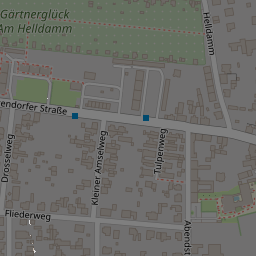 Gärtnerglück
Am Helldamm
Helldamm
endorfer Straße
Drosselweg
Kleiner Amselweg
Tulpenweg
Fliederweg
Abendst